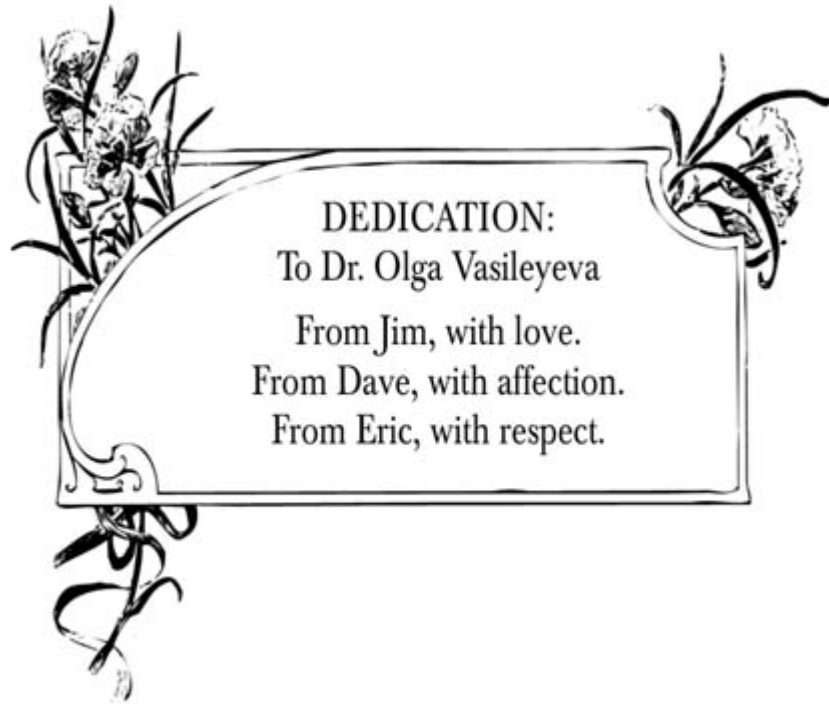 DEDICATION:
To Dr. Olga Vasileyeva
From Jim, with love.
From Dave, with affection.
From Eric, with respect.